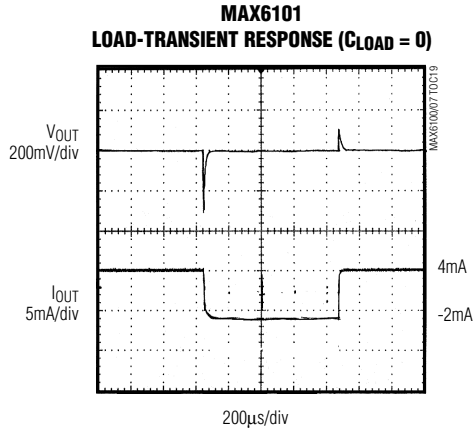 MAX6101
LOAD-TRANSIENT RESPONSE (CLOAD = 0)
MAX6100/07 TOC19
VOUT
200mV/div
IOUT
5mA/div
4mA
-2mA
200μs/div